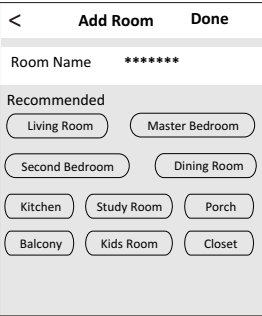 < Add Room Done
Room Name *******
Recommended
Living Room Master Bedroom
Second Bedroom Dining Room
Kitchen Study Room Porch
Balcony Kids Room Closet